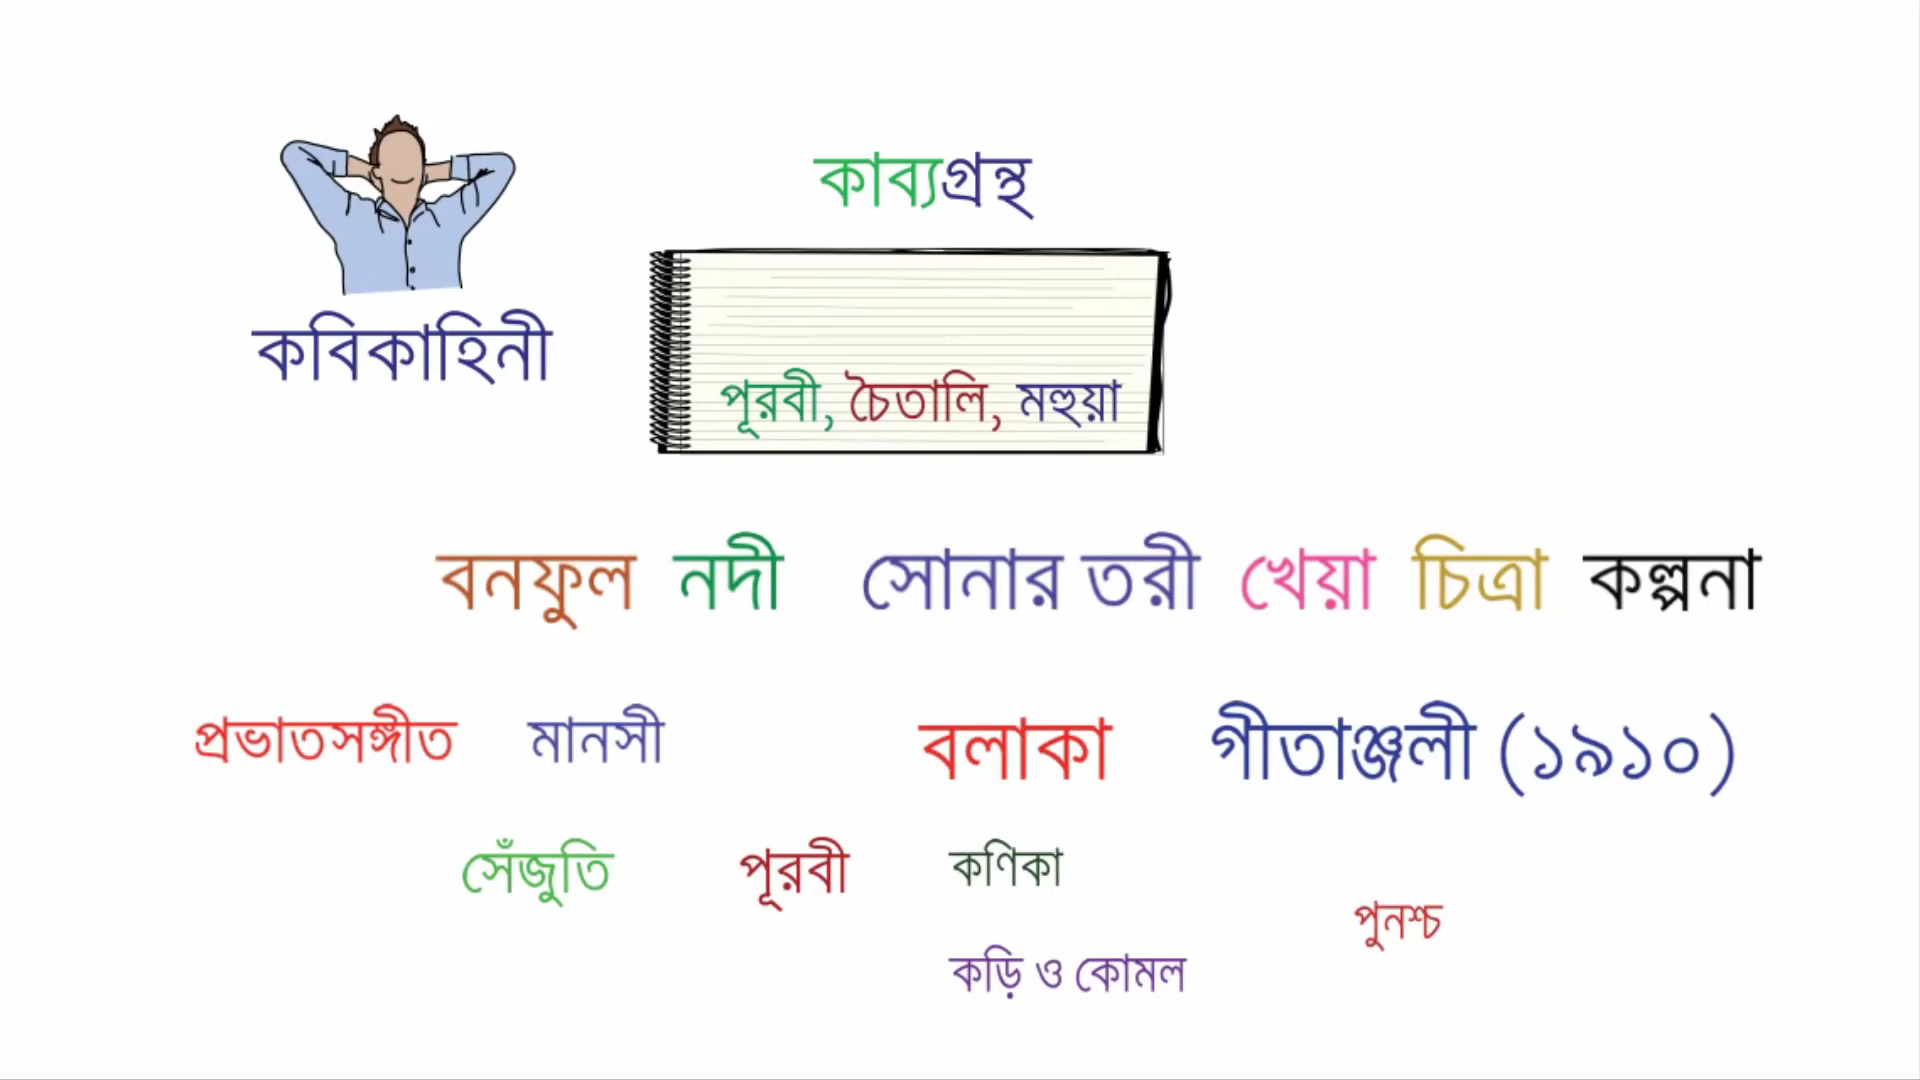 কাব্যগ্রন্থ
কবিকাহিনী
পূরবী, চৈতালি, মহুয়া
বনফুল নদী সোনার তরী খেয়া চিত্রা কল্পনা
প্রভাতসঙ্গীত মানসী বলাকা গীতাঞ্জলী (১৯১০)
সেঁজুতি পূরবী কণিকা
পুনশ্চ
কড়ি ও কোমল